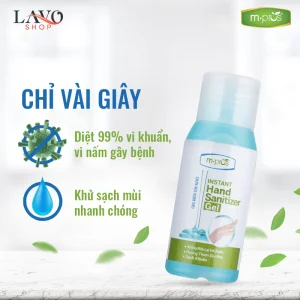 LAVO
SHOP
m-plus
CHỈ VÀI GIÂY
Diệt 99% vi khuẩn,
vi nấm gây bệnh
Khử sạch mùi
nhanh chóng
m-plus
INSTANT
Hand
Sanitizer
Gel